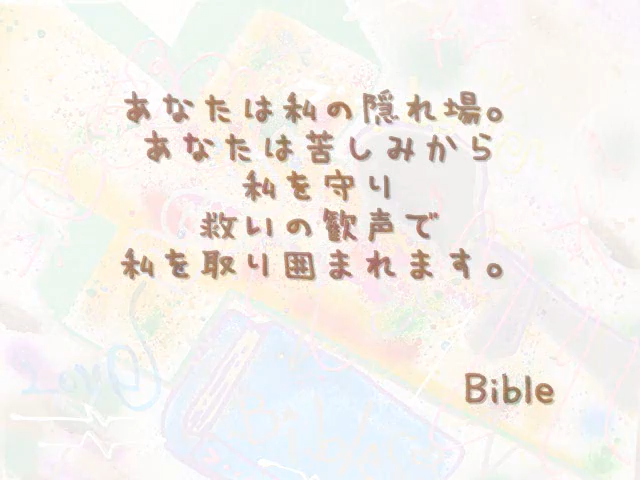 あなたは私の隠れ場。
あなたは苦しみから
私を守り
救いの歓声で
私を取り囲まれます。
Bible